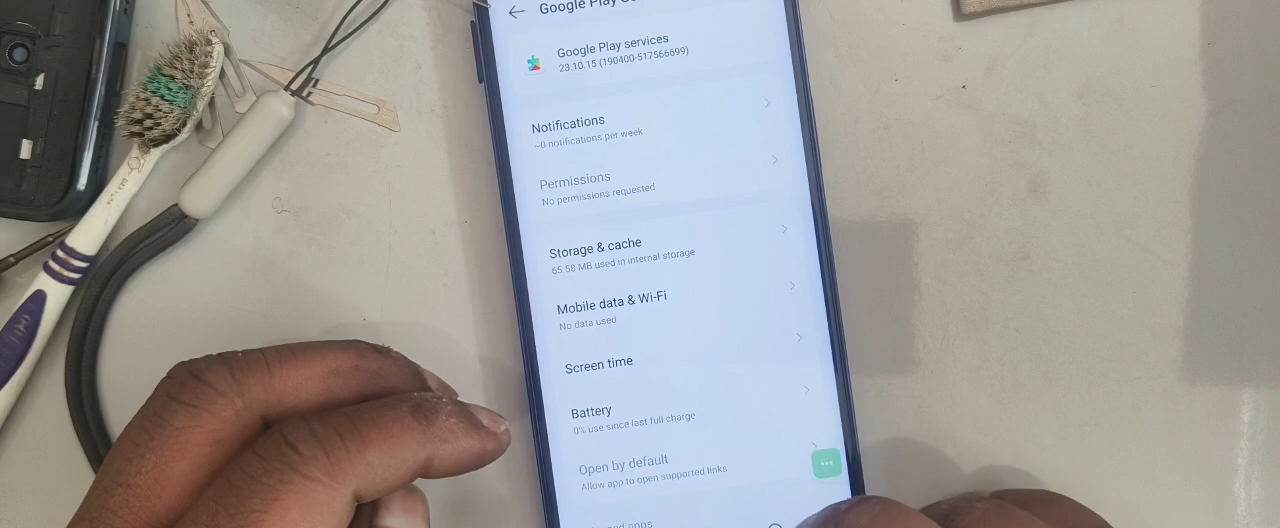 Google Play
Google Play services
23.10.15 (190400-517566699)
Notifications
~0 notifications per week
Permissions
No permissions requested
Storage & cache
65.58 MB used in internal storage
Mobile data & Wi-Fi
No data used
Screen time
Battery
0% use since last full charge
Open by default
Allow app to open supported links
apps